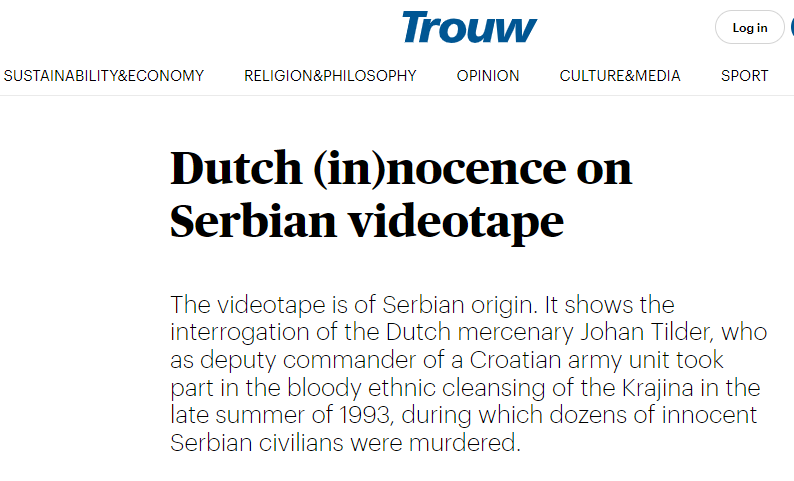 Trouw
Log in
SUSTAINABILITY&ECONOMY RELIGION&PHILOSOPHY OPINION CULTURE&MEDIA SPORT
Dutch (in)nocence on
Serbian videotape
The videotape is of Serbian origin. It shows the
interrogation of the Dutch mercenary Johan Tilder, who
as deputy commander of a Croatian army unit took
part in the bloody ethnic cleansing of the Krajina in the
late summer of 1993, during which dozens of innocent
Serbian civilians were murdered.